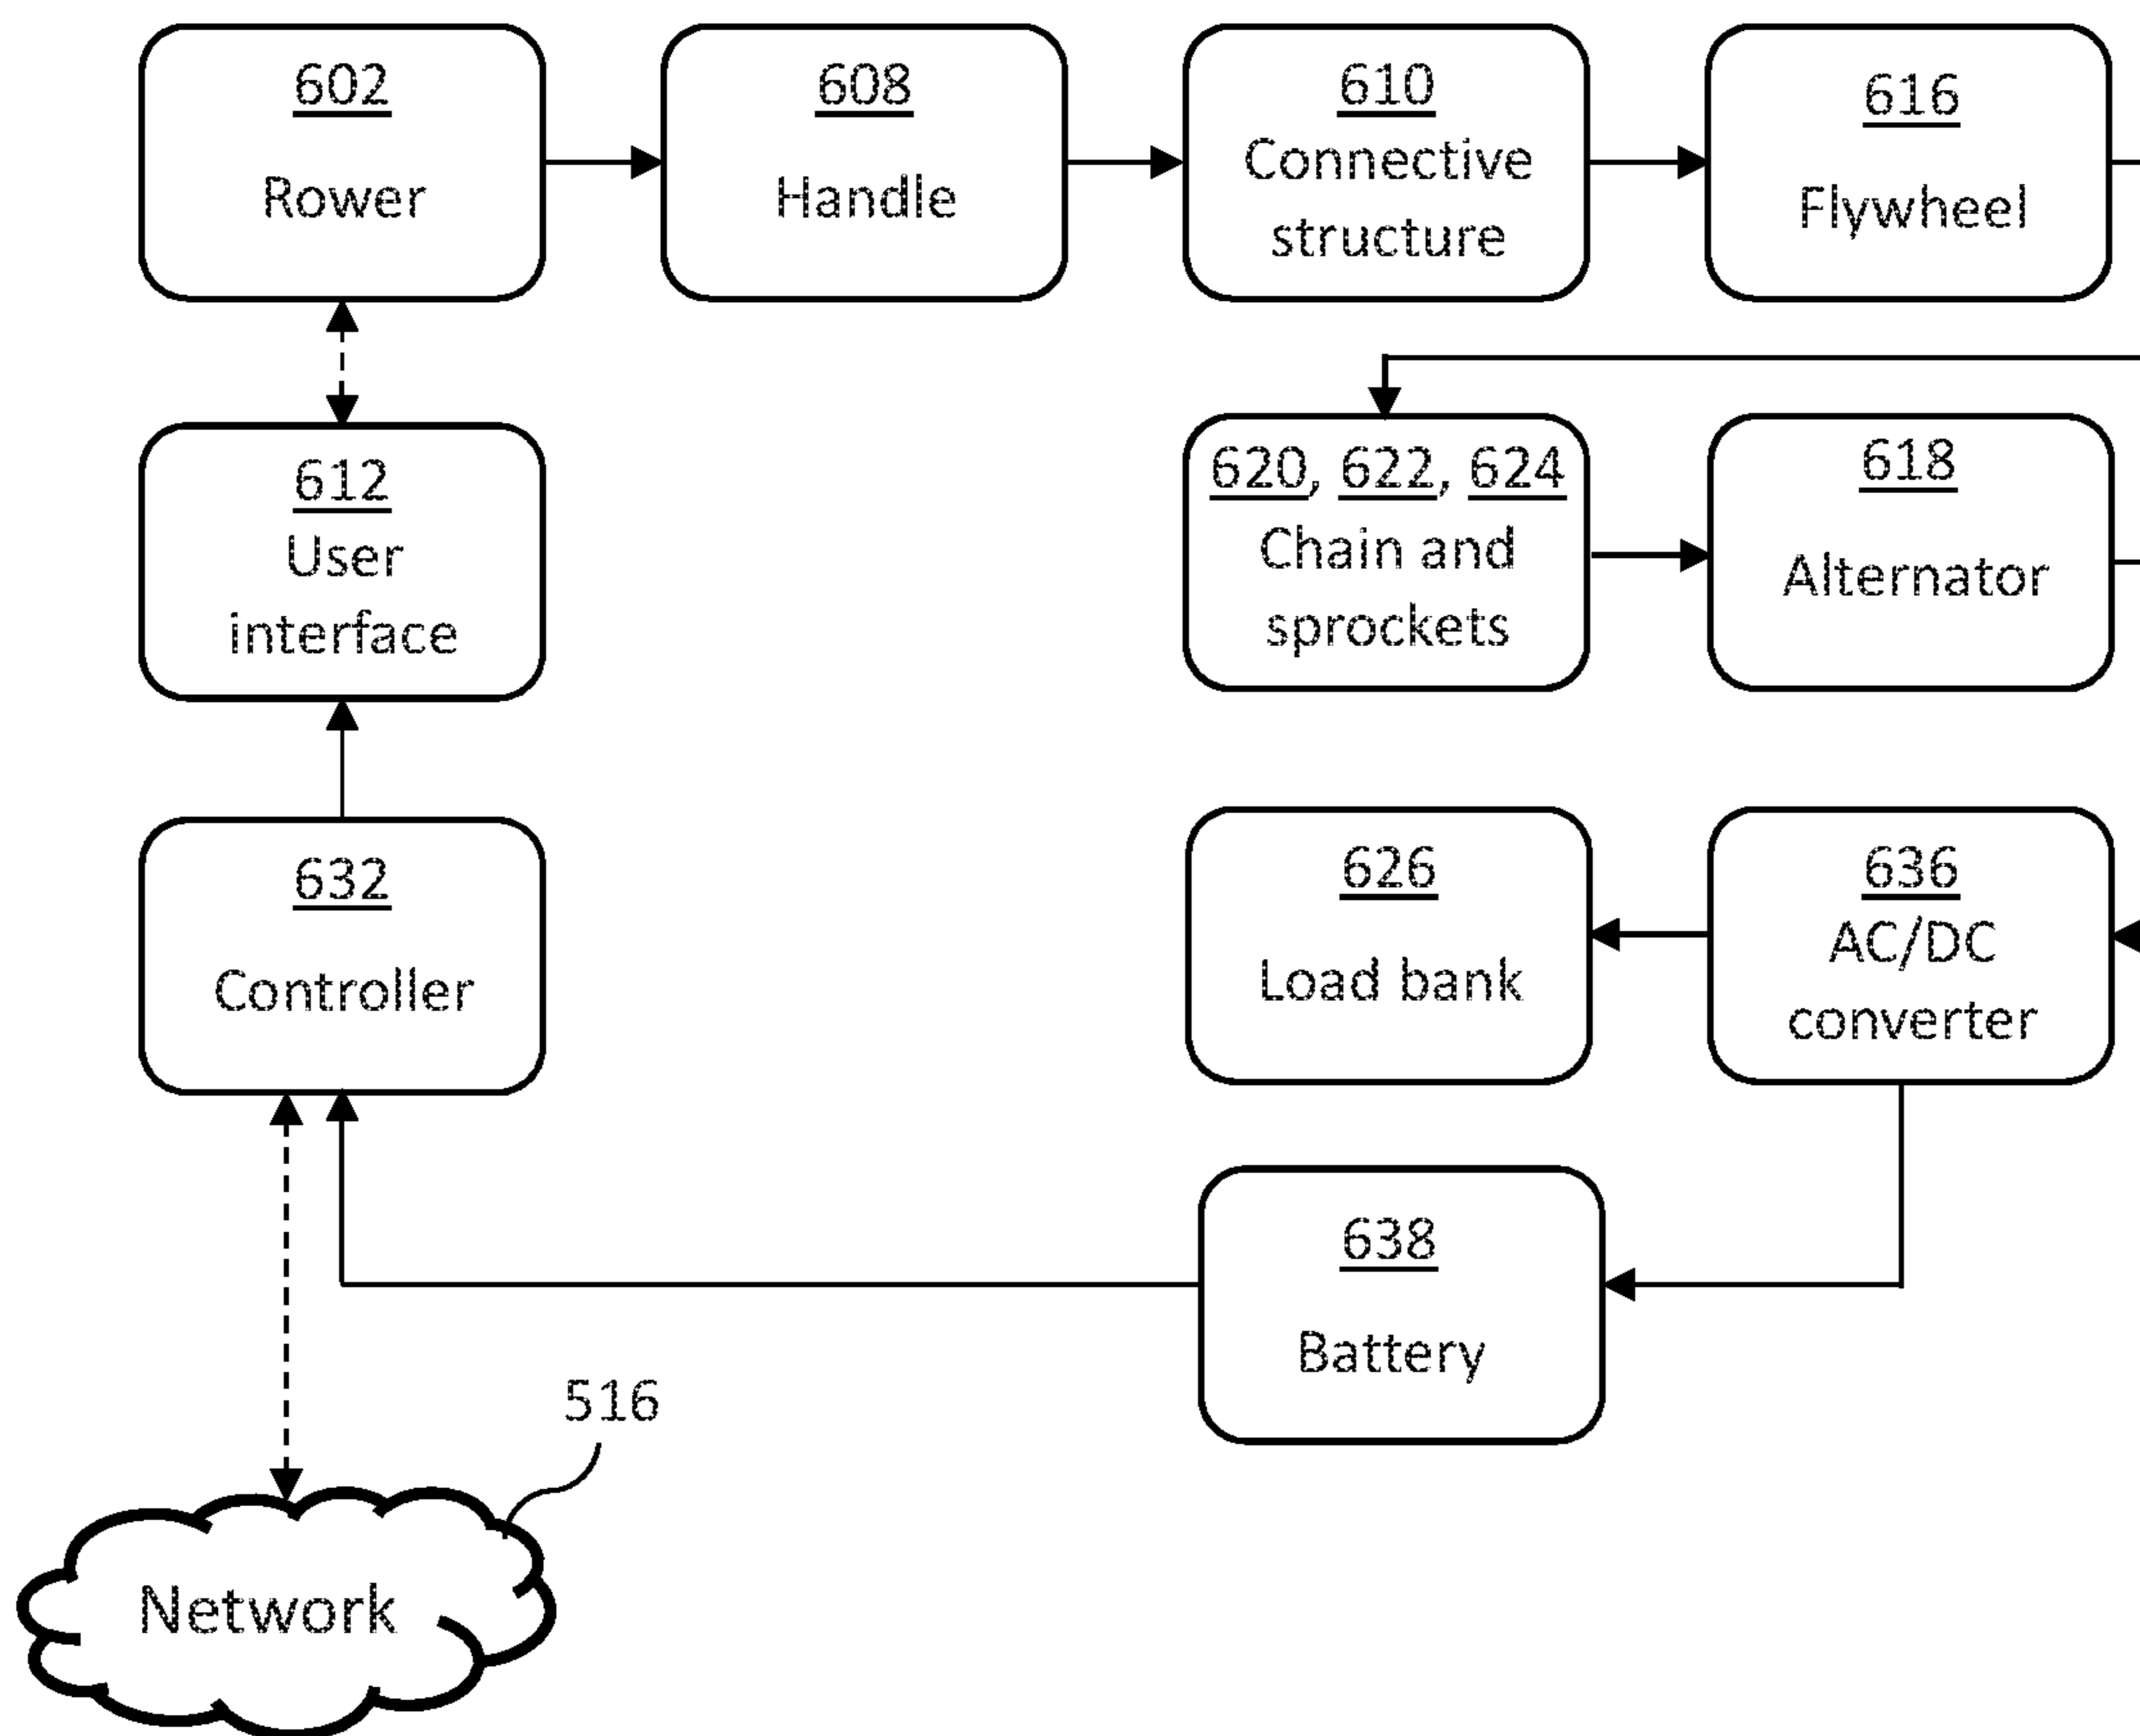 602
Rower
608
Handle
610
Connective
structure
616
Flywheel
612
User
interface
620, 622, 624
Chain and
sprockets
618
Alternator
632
Controller
626
Load bank
636
AC/DC
converter
638
Battery
516
Network